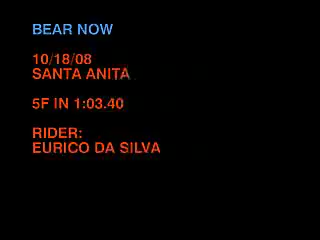 BEAR NOW
10/18/08
SANTA ANITA
5F IN 1:03.40
RIDER:
EURICO DA SILVA